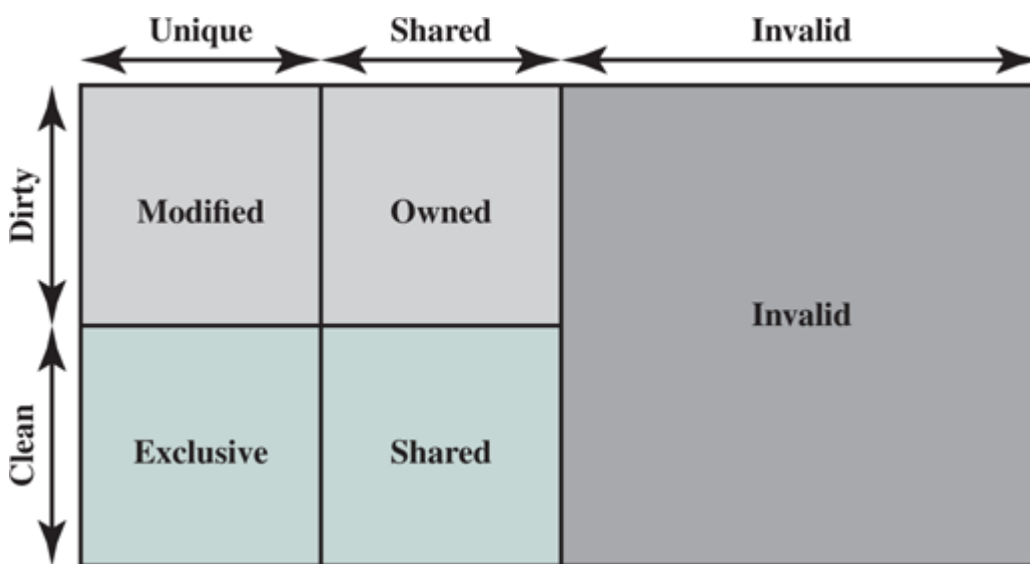 Unique
Shared
Invalid
Dirty
Modified
Owned
Invalid
Clean
Exclusive
Shared